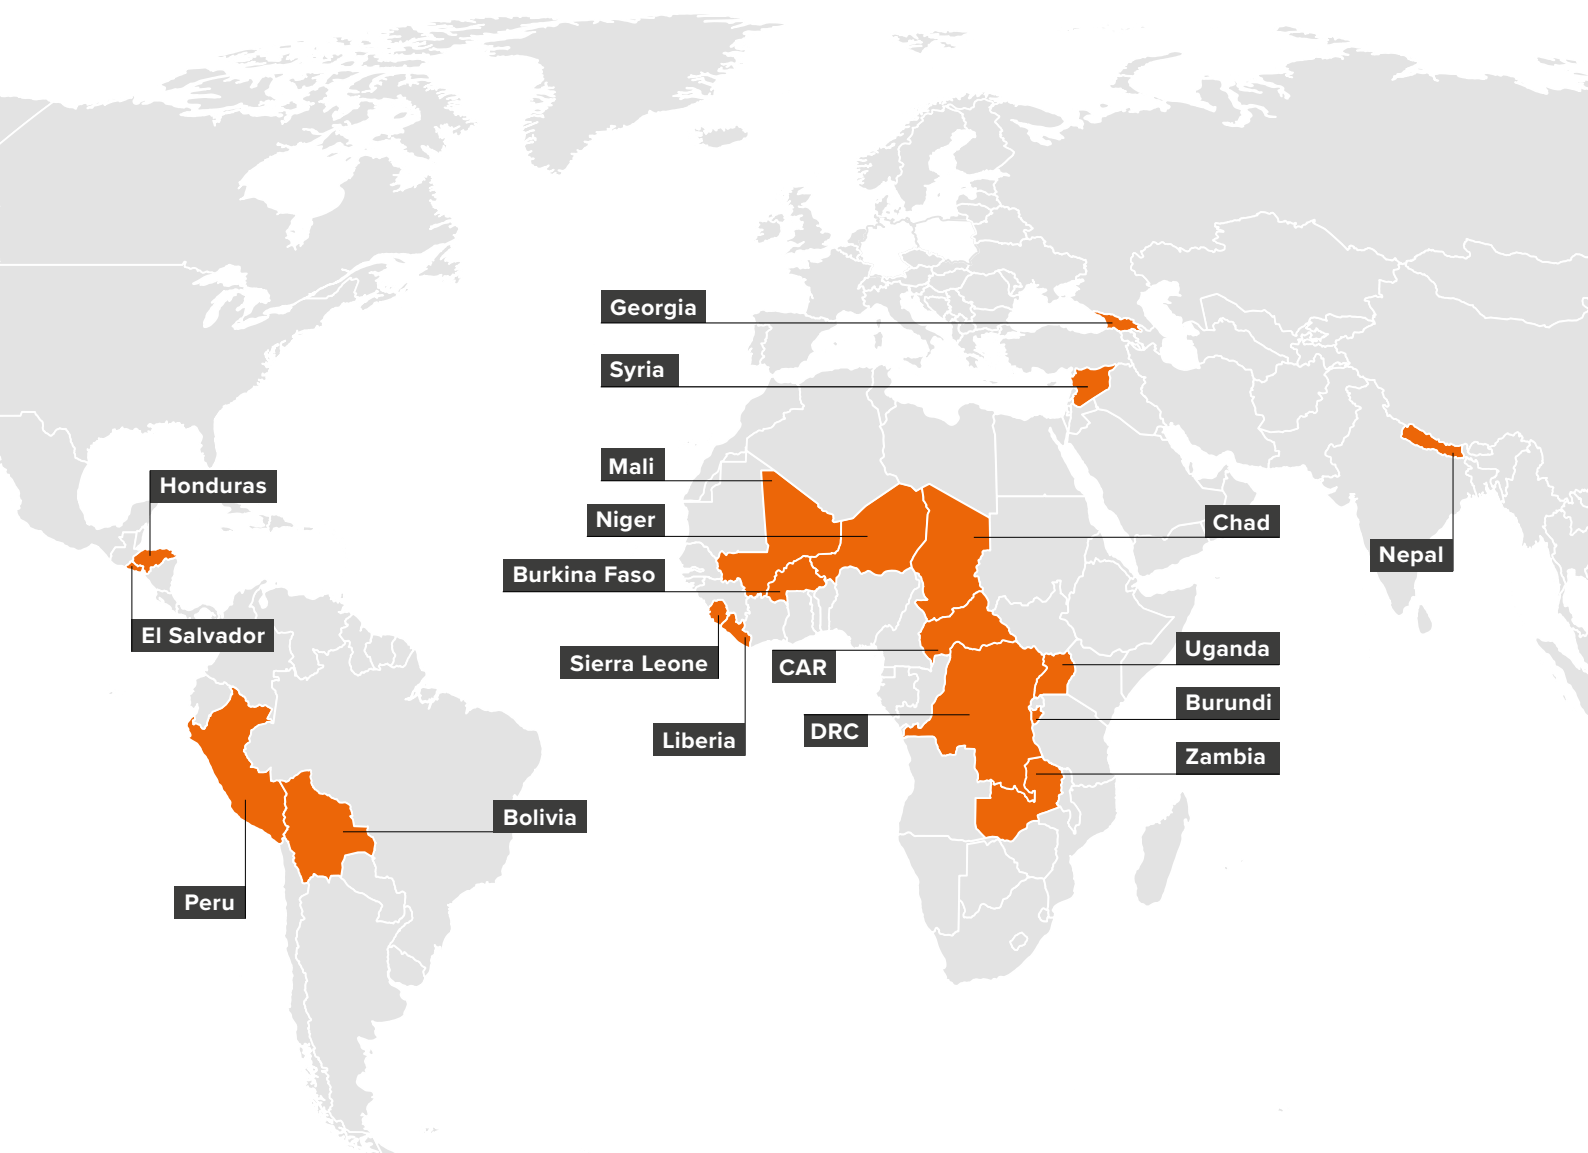 Georgia
Syria
Mali
Honduras
Niger
Chad
Nepal
Burkina Faso
El Salvador
Sierra Leone
CAR
Uganda
Liberia
DRC
Burundi
Zambia
Bolivia
Peru